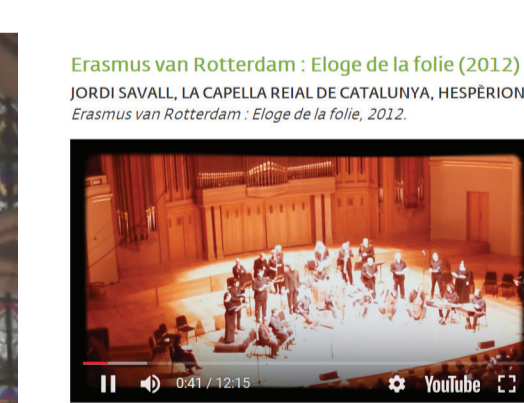 Erasmus van Rotterdam : Eloge de la folie (2012)
JORDI SAVALL, LA CAPELLA REIAL DE CATALUNYA, HESPÈRION
Erasmus van Rotterdam : Eloge de la folie, 2012.
0:41 / 12:15
YouTube